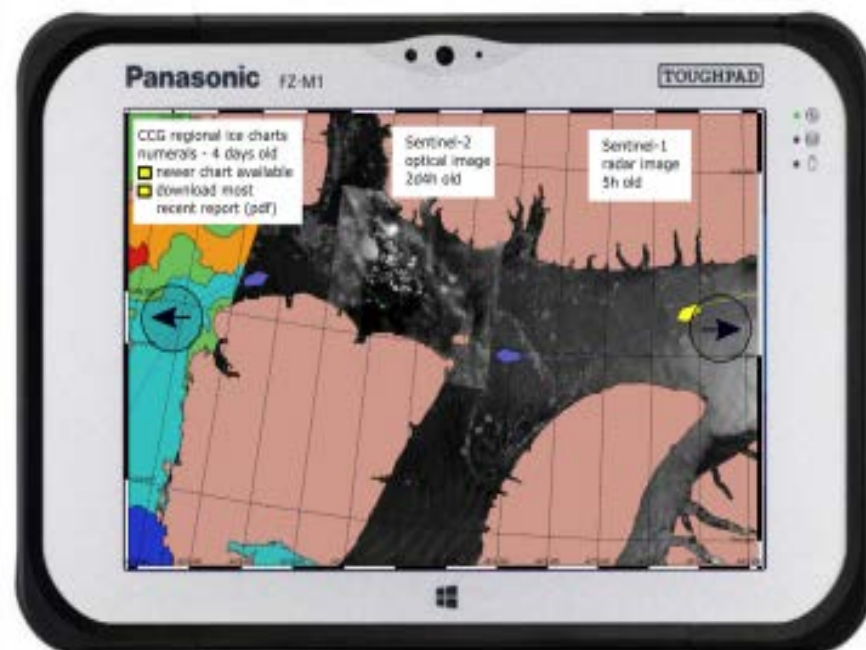 Panasonic FZ-M1
TOUGHPAD
CCG regional ice charts
numerals - 4 days old
newer chart available
download most
recent report (pdf)
Sentinel-2
optical image
2d4h old
Sentinel-1
radar image
5h old